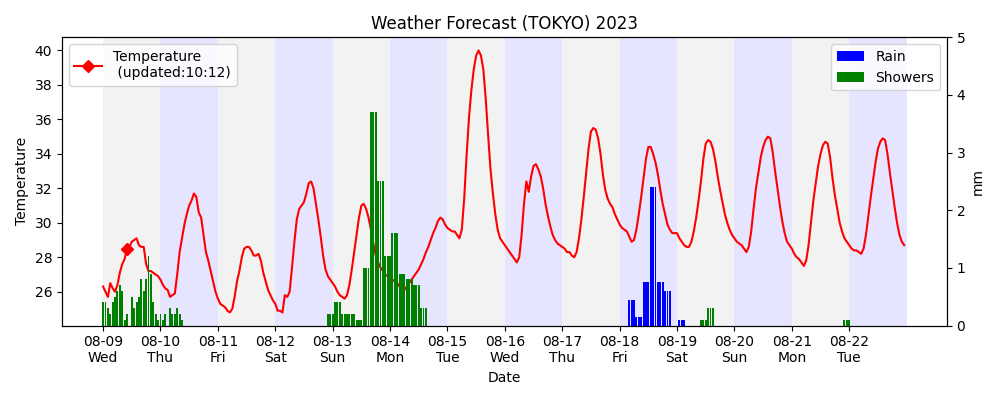 Weather Forecast (TOKYO) 2023
Temperature
(updated:10:12)
Rain
Showers
Temperature
40
38
36
34
32
30
28
26
5
4
3
2
1
0
mm
08-09 08-10 08-11 08-12 08-13 08-14 08-15 08-16 08-17 08-18 08-19 08-20 08-21 08-22
Wed Thu Fri Sat Sun Mon Tue Wed Thu Fri Sat Sun Mon Tue
Date